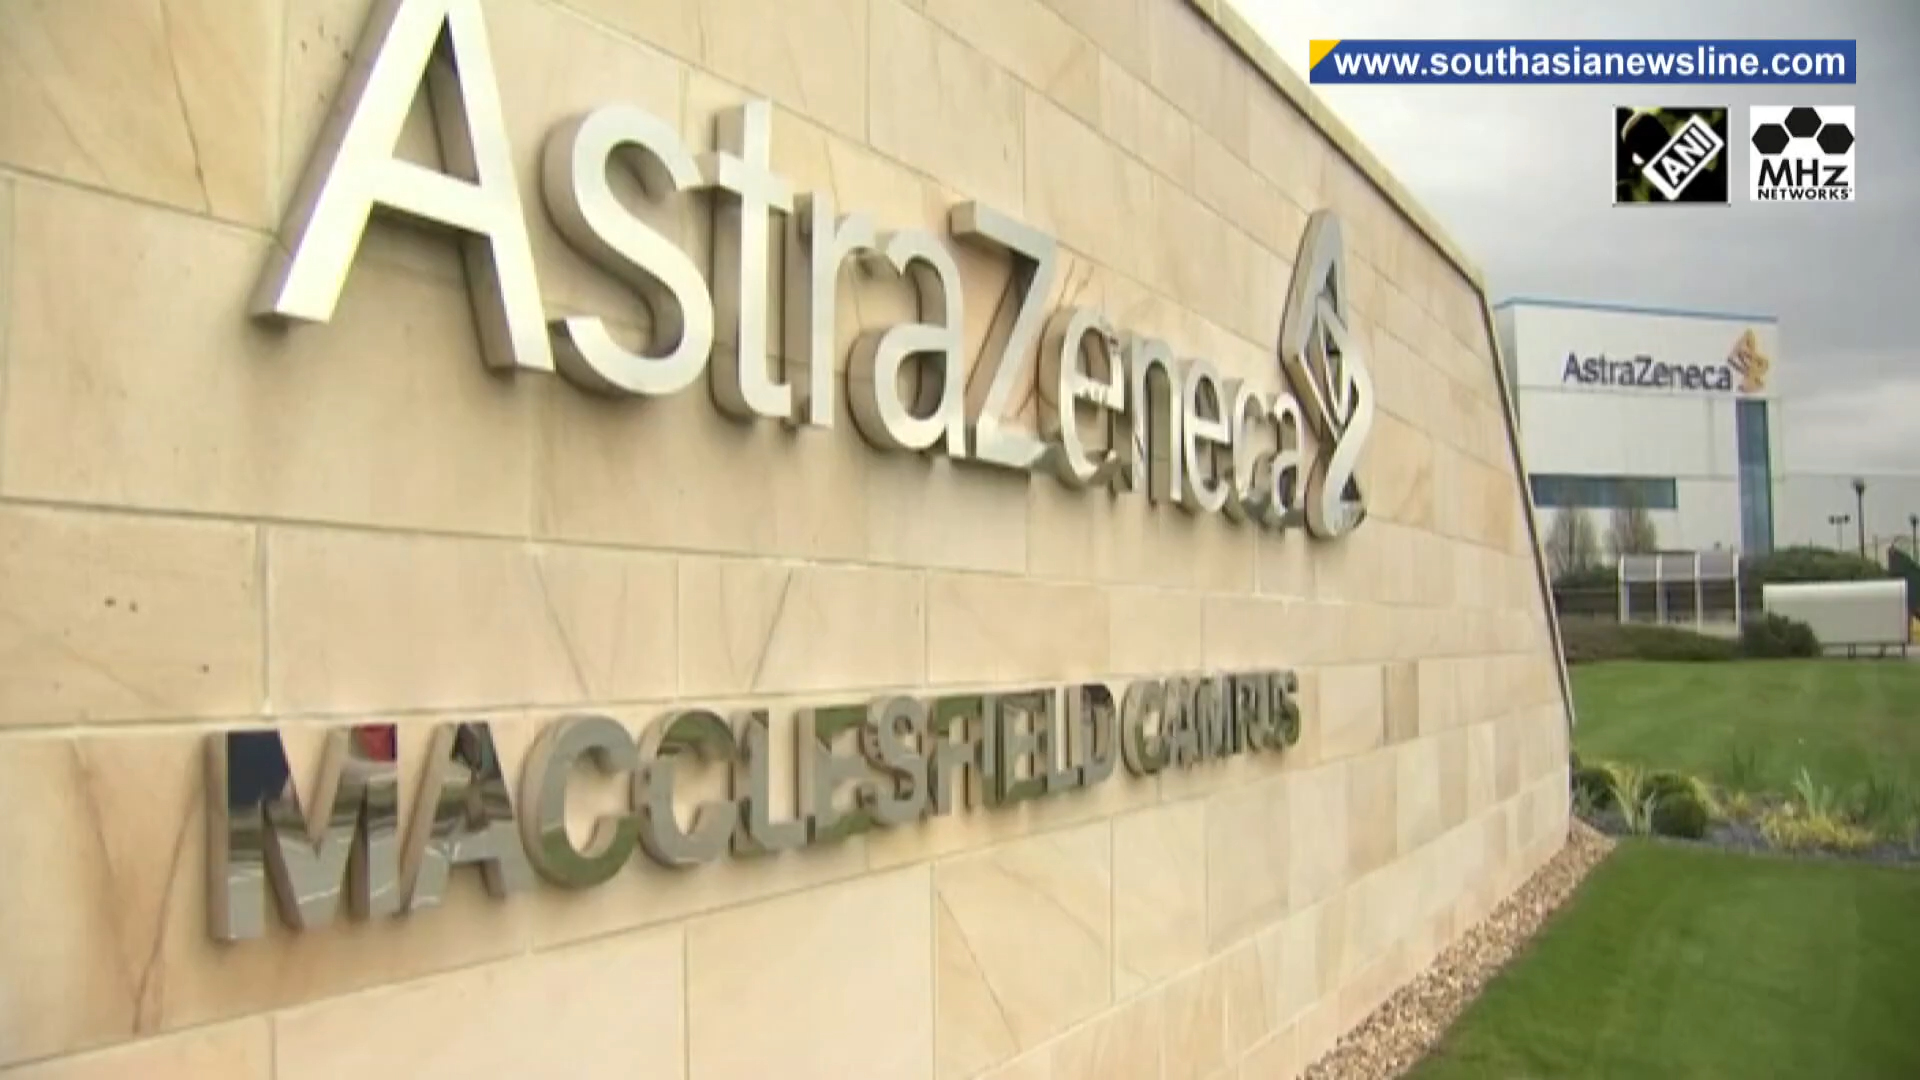 www.southasianewsline.com
ANI
MHz
NETWORKS
AstraZeneca
AstraZeneca
MACCLESFIELD CAMPUS